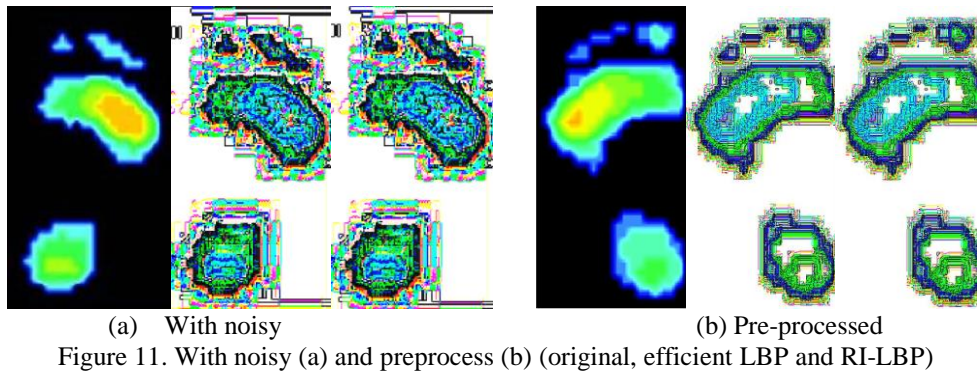 (a) With noisy
(b) Pre-processed
Figure 11. With noisy (a) and preprocess (b) (original, efficient LBP and RI-LBP)